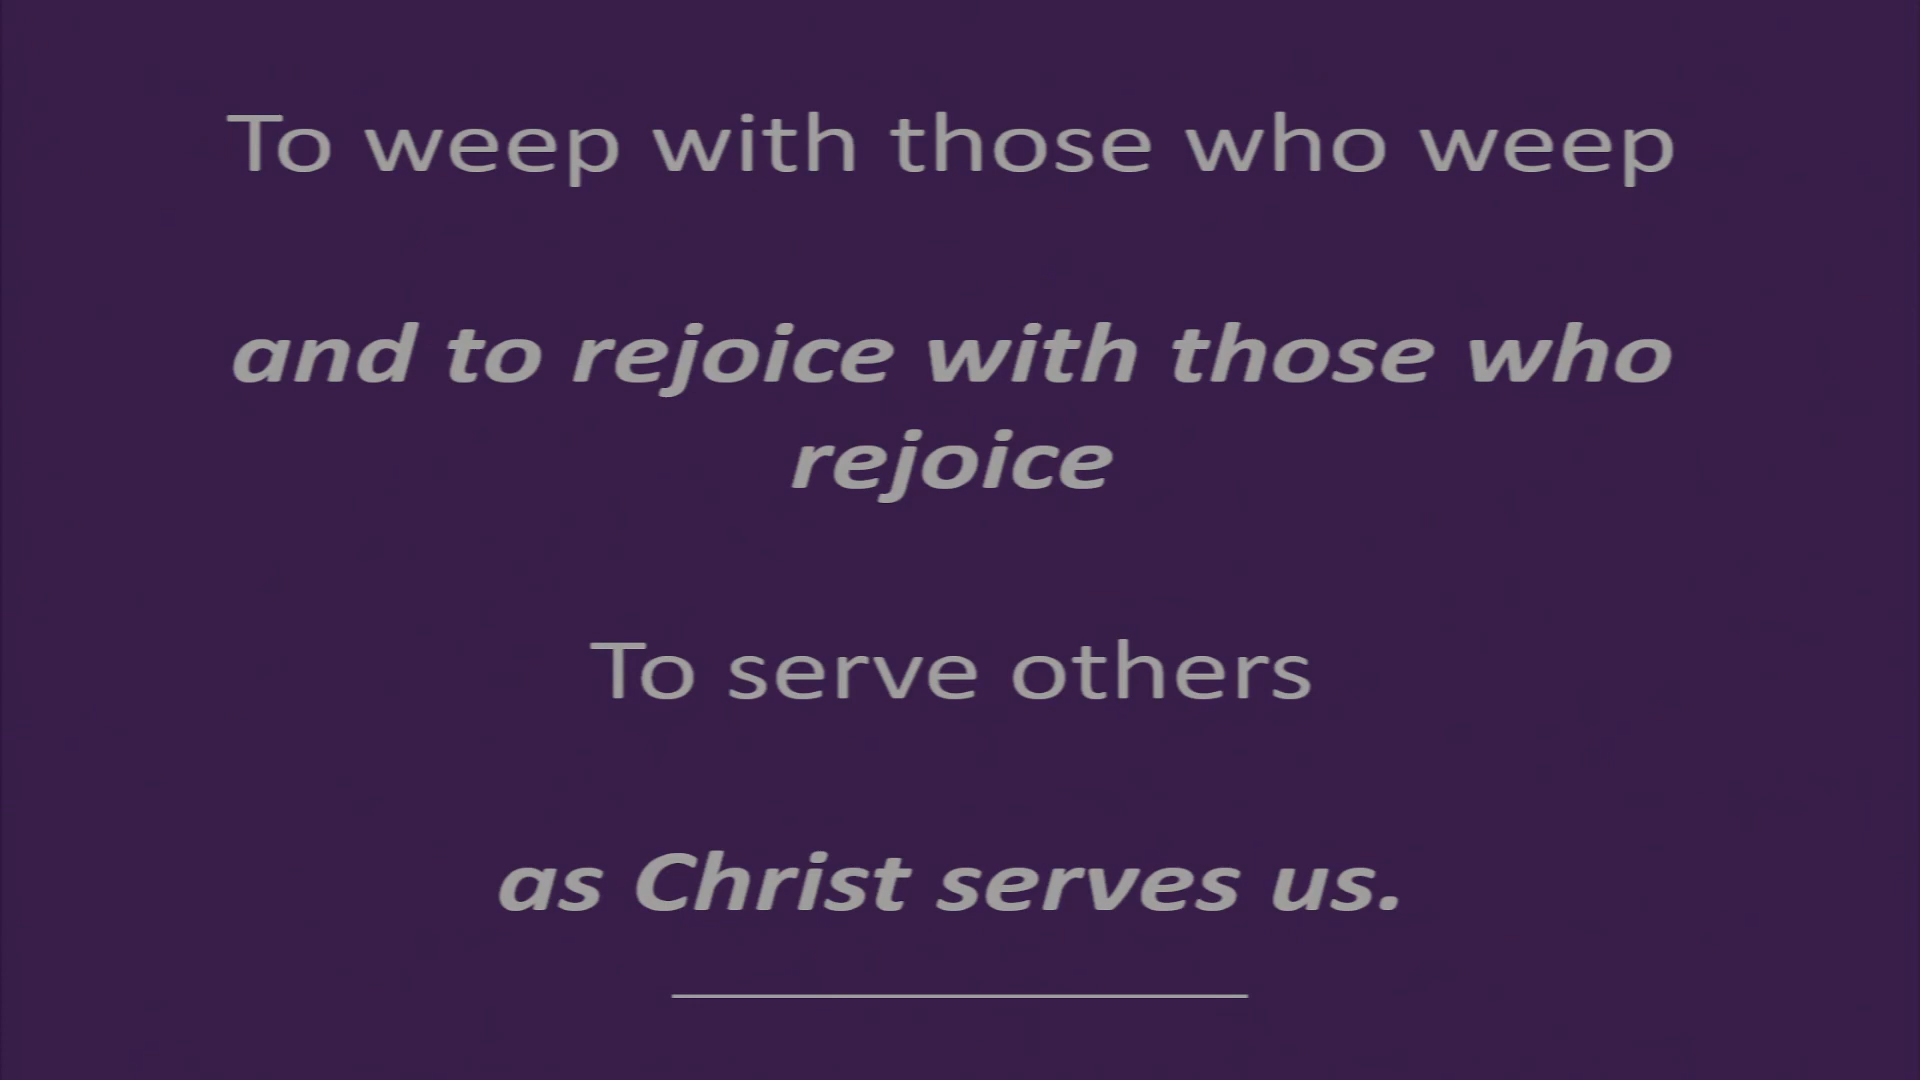 To weep with those who weep
and to rejoice with those who
rejoice
To serve others
as Christ serves us.